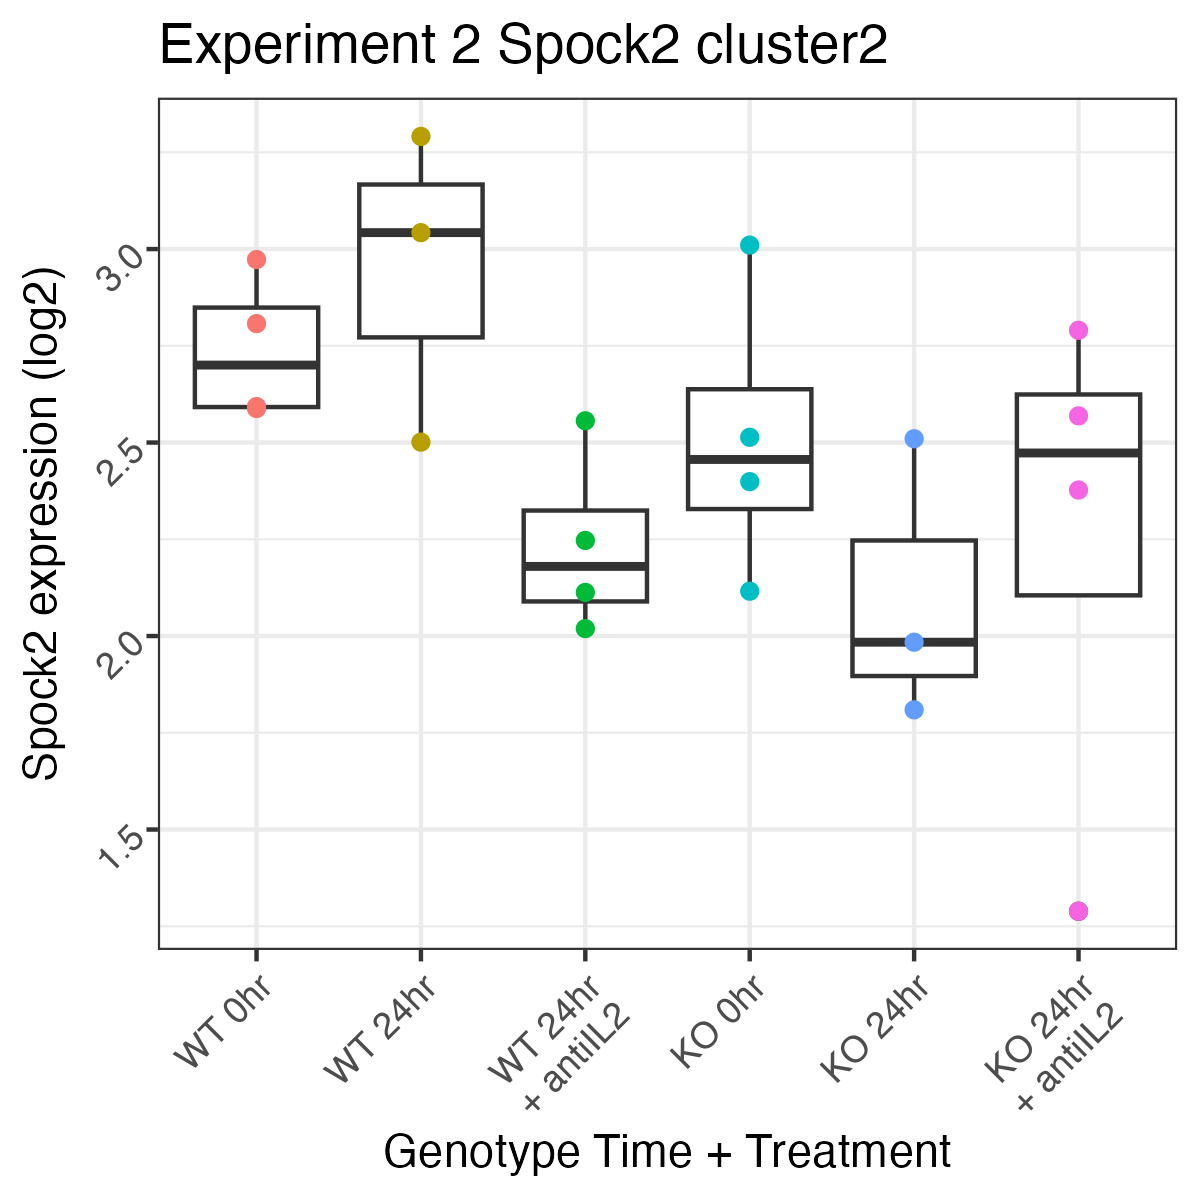 Experiment 2 Spock2 cluster2
Spock2 expression (log2)
3.0
2.5
2.0
1.5
WT 0hr
WT 24hr
WT 24hr
+ antiIL2
KO 0hr
KO 24hr
KO 24hr
+ antiIL2
Genotype Time + Treatment